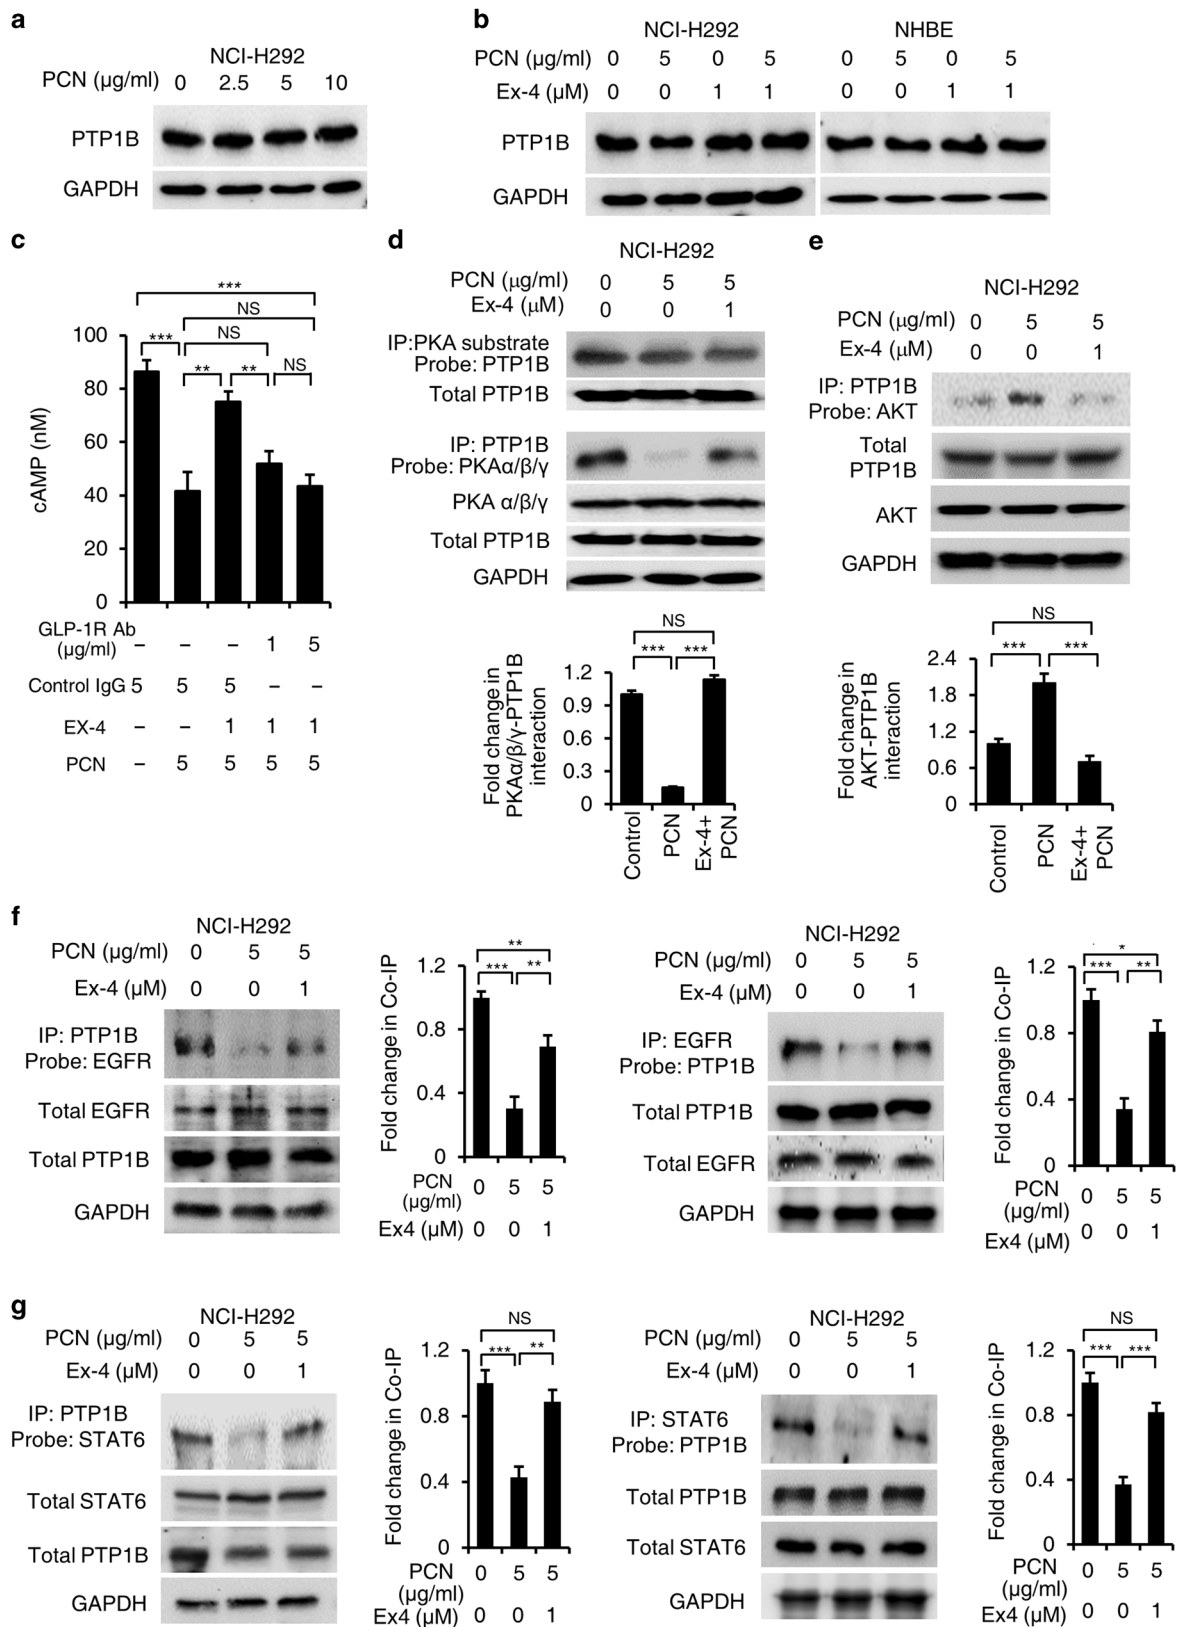 a
NCI-H292
PCN (µg/ml) 0 2.5 5 10
PTP1B
GAPDH
b
NCI-H292 NHBE
PCN (µg/ml) 0 5 0 5 0 5 0 5
Ex-4 (µM) 0 0 1 1 0 0 1 1
PTP1B
GAPDH
c
***
NS
*** NS
** ** NS
100
80
60
40
20
0
cAMP (nM)
GLP-1R Ab
(µg/ml) – – – 1 5
Control IgG 5 5 5 – –
EX-4 – – 1 1 1
PCN – 5 5 5 5
d
NCI-H292
PCN (µg/ml) 0 5 5
Ex-4 (µM) 0 0 1
IP:PKA substrate
Probe: PTP1B
Total PTP1B
IP: PTP1B
Probe: PKAα/β/γ
PKA α/β/γ
Total PTP1B
GAPDH
NS
*** ***
1.2
0.9
0.6
0.3
0
Fold change in
PKAα/β/γ-PTP1B
interaction
Control
PCN
Ex-4+
PCN
e
NCI-H292
PCN (µg/ml) 0 5 5
Ex-4 (µM) 0 0 1
IP: PTP1B
Probe: AKT
Total
PTP1B
AKT
GAPDH
NS
*** ***
2.4
1.8
1.2
0.6
0
Fold change in
AKT-PTP1B
interaction
Control
PCN
Ex-4+
PCN
f
NCI-H292
PCN (µg/ml) 0 5 5
Ex-4 (µM) 0 0 1
IP: PTP1B
Probe: EGFR
Total EGFR
Total PTP1B
GAPDH
**
*** **
1.2
0.8
0.4
0
Fold change in Co-IP
PCN
(µg/ml) 0 5 5
Ex4 (µM) 0 0 1
NCI-H292
PCN (µg/ml) 0 5 5
Ex-4 (µM) 0 0 1
IP: EGFR
Probe: PTP1B
Total PTP1B
Total EGFR
GAPDH
*
*** **
1.2
0.8
0.4
0
Fold change in Co-IP
PCN
(µg/ml) 0 5 5
Ex4 (µM) 0 0 1
g
NCI-H292
PCN (µg/ml) 0 5 5
Ex-4 (µM) 0 0 1
IP: PTP1B
Probe: STAT6
Total STAT6
Total PTP1B
GAPDH
NS
*** **
1.2
0.8
0.4
0
Fold change in Co-IP
PCN
(µg/ml) 0 5 5
Ex4 (µM) 0 0 1
NCI-H292
PCN (µg/ml) 0 5 5
Ex-4 (µM) 0 0 1
IP: STAT6
Probe: PTP1B
Total PTP1B
Total STAT6
GAPDH
NS
*** ***
1.2
0.8
0.4
0
Fold change in Co-IP
PCN
(µg/ml) 0 5 5
Ex4 (µM) 0 0 1